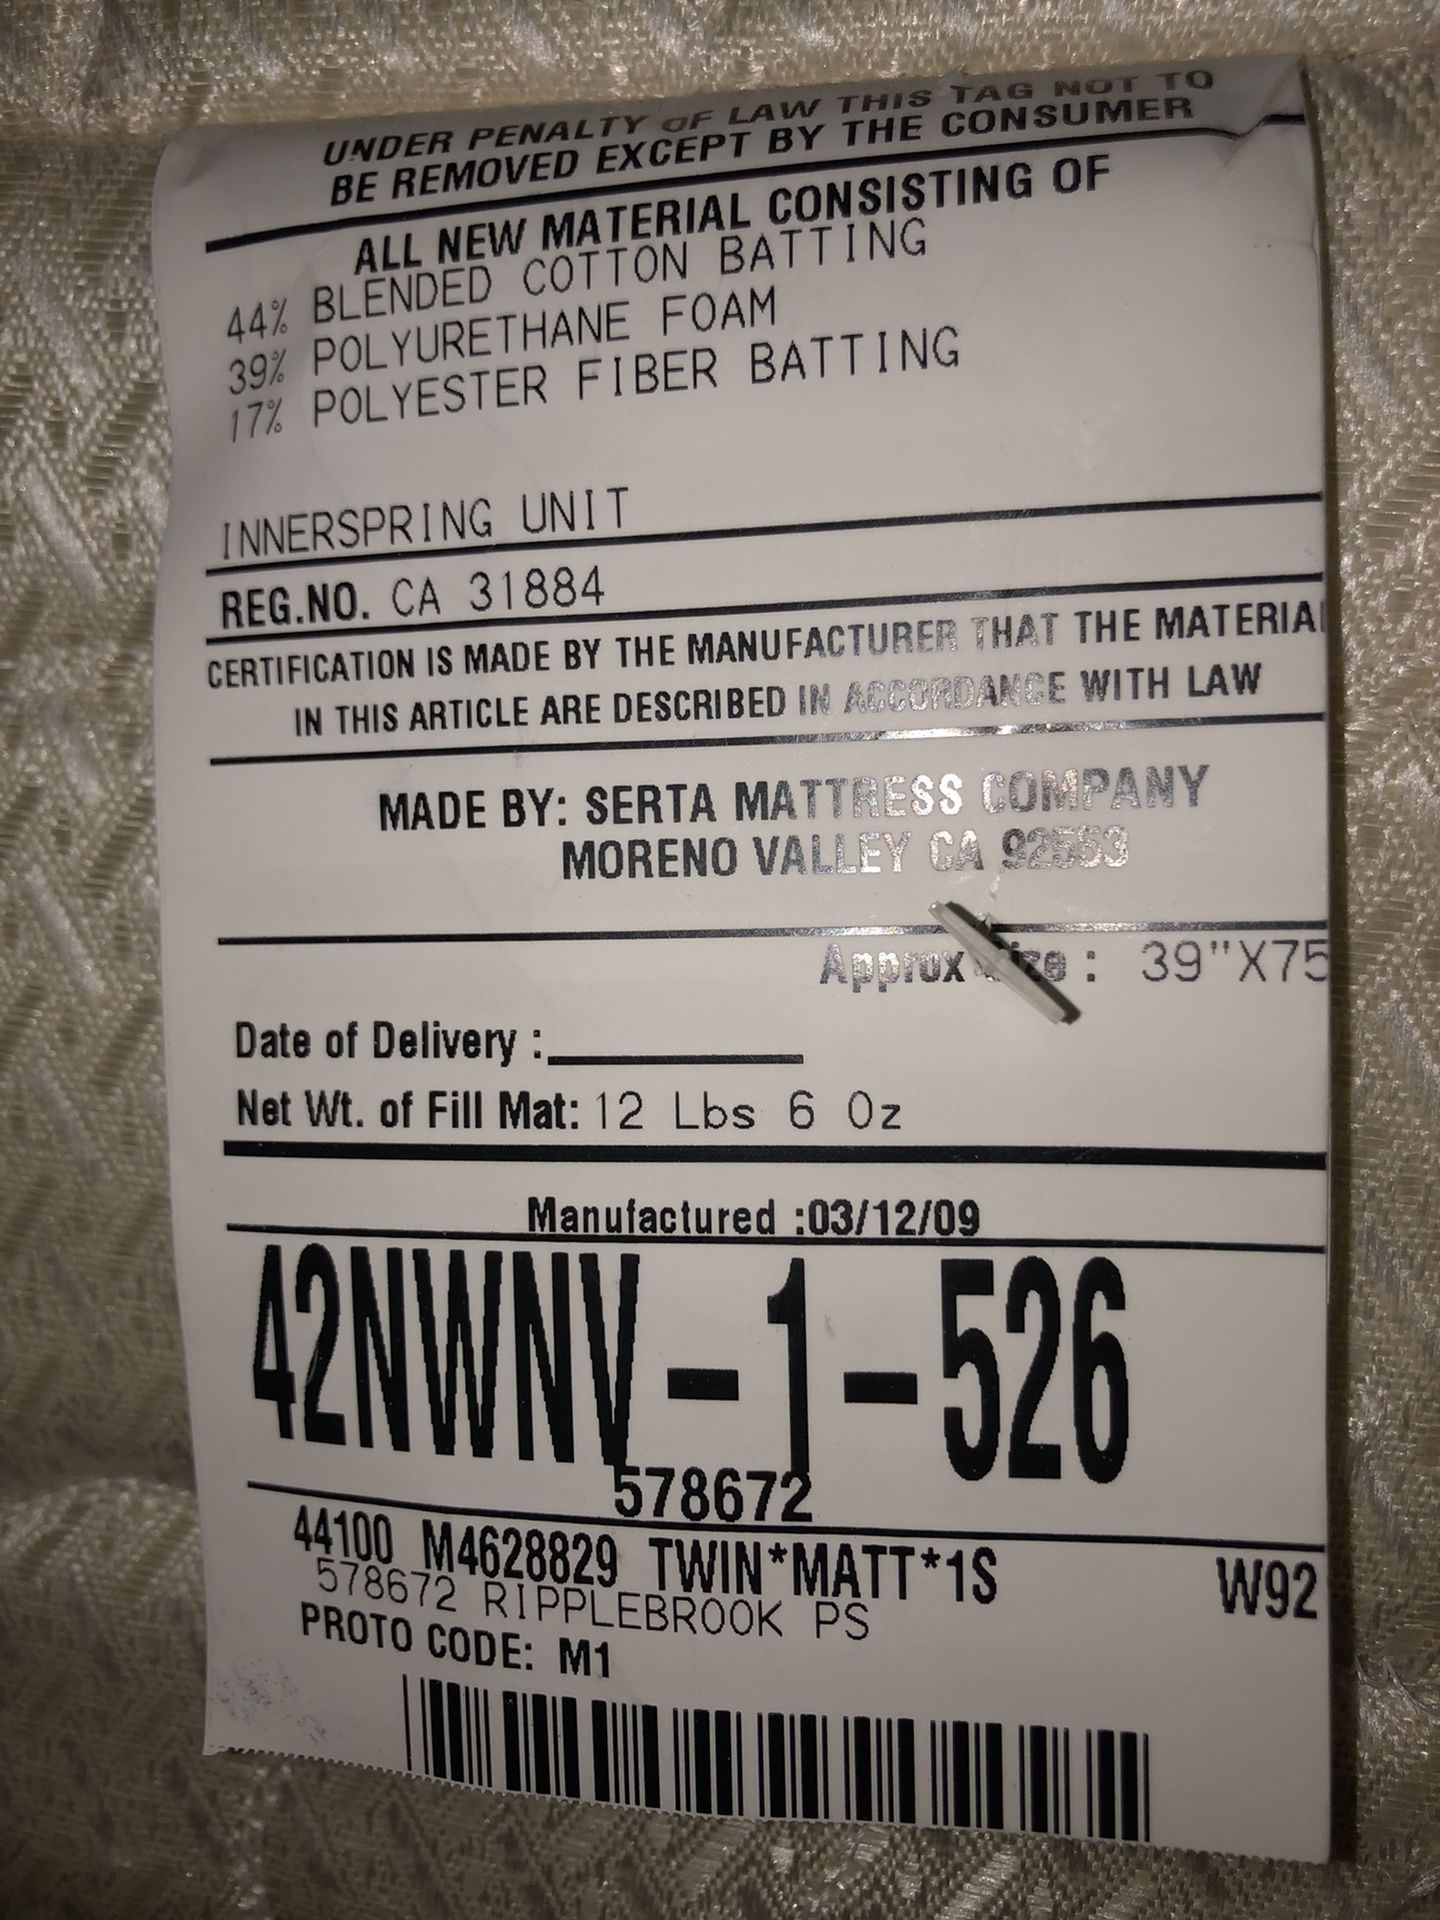 UNDER PENALTY OF LAW THIS TAG NOT TO
BE REMOVED EXCEPT BY THE CONSUMER
ALL NEW MATERIAL CONSISTING OF
44% BLENDED COTTON BATTING
39% POLYURETHANE FOAM
17% POLYESTER FIBER BATTING
INNERSPRING UNIT
REG.NO. CA 31884
CERTIFICATION IS MADE BY THE MANUFACTURER THAT THE MATERIA
IN THIS ARTICLE ARE DESCRIBED IN ACCORDANCE WITH LAW
MADE BY: SERTA MATTRESS COMPANY
MORENO VALLEY CA 92553
Approx Size : 39"X75
Date of Delivery :
Net Wt. of Fill Mat: 12 Lbs 6 Oz
Manufactured :03/12/09
42NWNV-1-526
578672
44100 M4628829 TWIN*MATT*1S W92
578672 RIPPLEBROOK PS
PROTO CODE: M1